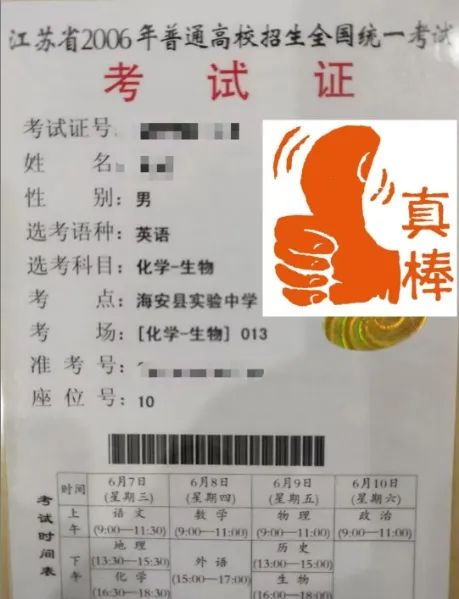 江苏省2006年普通高校招生全国统一考试
考试证
考试证号:
姓 名:
性 别: 男
选考语种: 英语
选考科目: 化学-生物
考 点: 海安县实验中学
考 场: [化学-生物] 013
准 考 号:
座 位 号: 10
真棒
考试时间表
时间 6月7日(星期三) 6月8日(星期四) 6月9日(星期五) 6月10日(星期六)
上午 语文(9:00—11:30) 数学(9:00—11:00) 物理(9:00—11:00) 政治(9:00—11:00)
下午 地理(13:30—15:30) 外语(15:00—17:00) 历史(13:00—15:00)
化学(16:30—18:30) 生物(16:00—18:00)